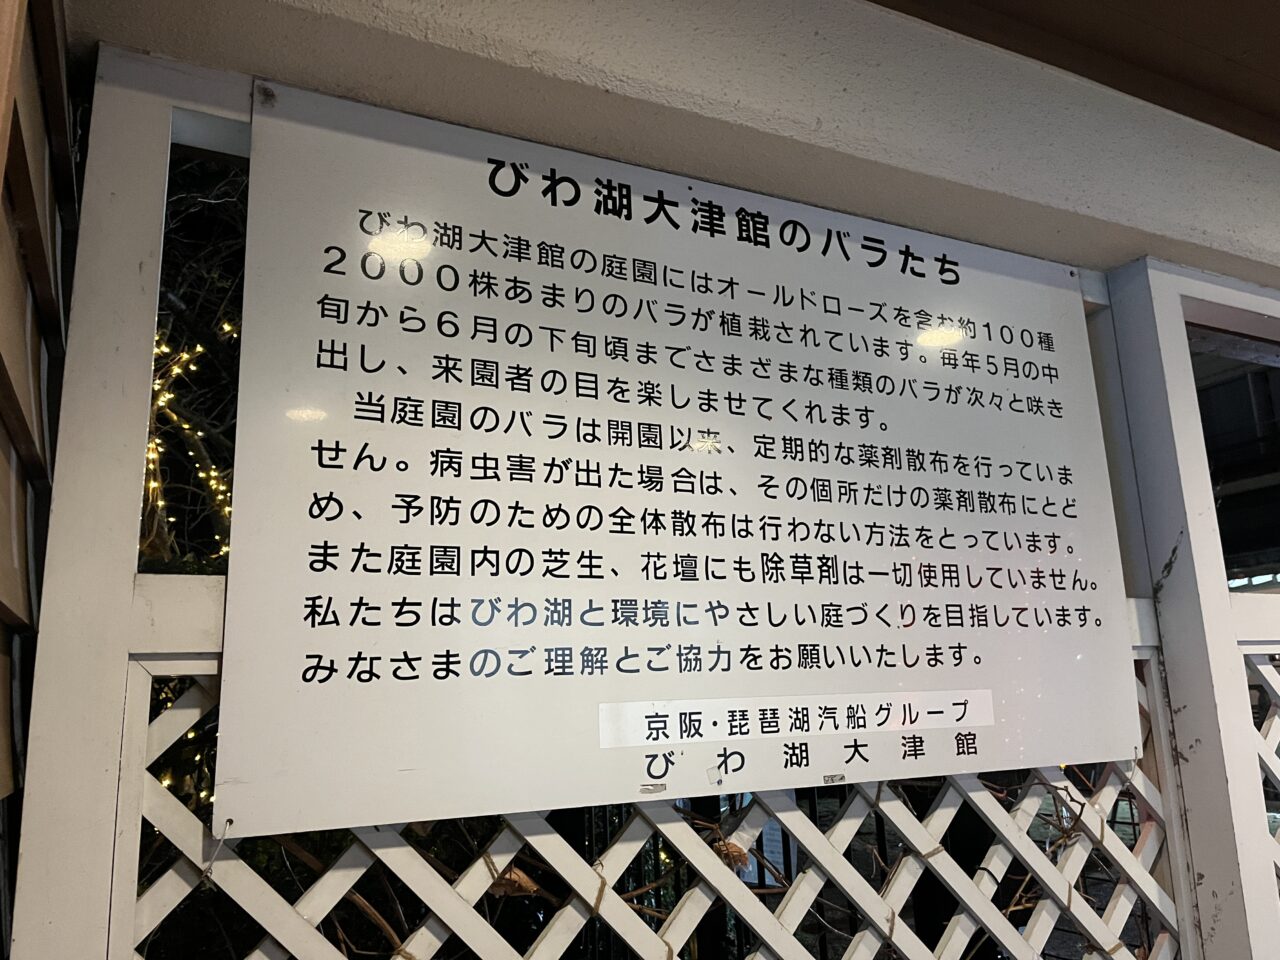 びわ湖大津館のバラたち
びわ湖大津館の庭園にはオールドローズを含む約１００種
２０００株あまりのバラが植栽されています。毎年５月の中
旬から６月の下旬頃までさまざまな種類のバラが次々と咲き
出し、来園者の目を楽しませてくれます。
当庭園のバラは開園以来、定期的な薬剤散布を行っていま
せん。病虫害が出た場合は、その個所だけの薬剤散布にとど
め、予防のための全体散布は行わない方法をとっています。
また庭園内の芝生、花壇にも除草剤は一切使用していません。
私たちはびわ湖と環境にやさしい庭づくりを目指しています。
みなさまのご理解とご協力をお願いいたします。
京阪・琵琶湖汽船グループ
びわ湖大津館